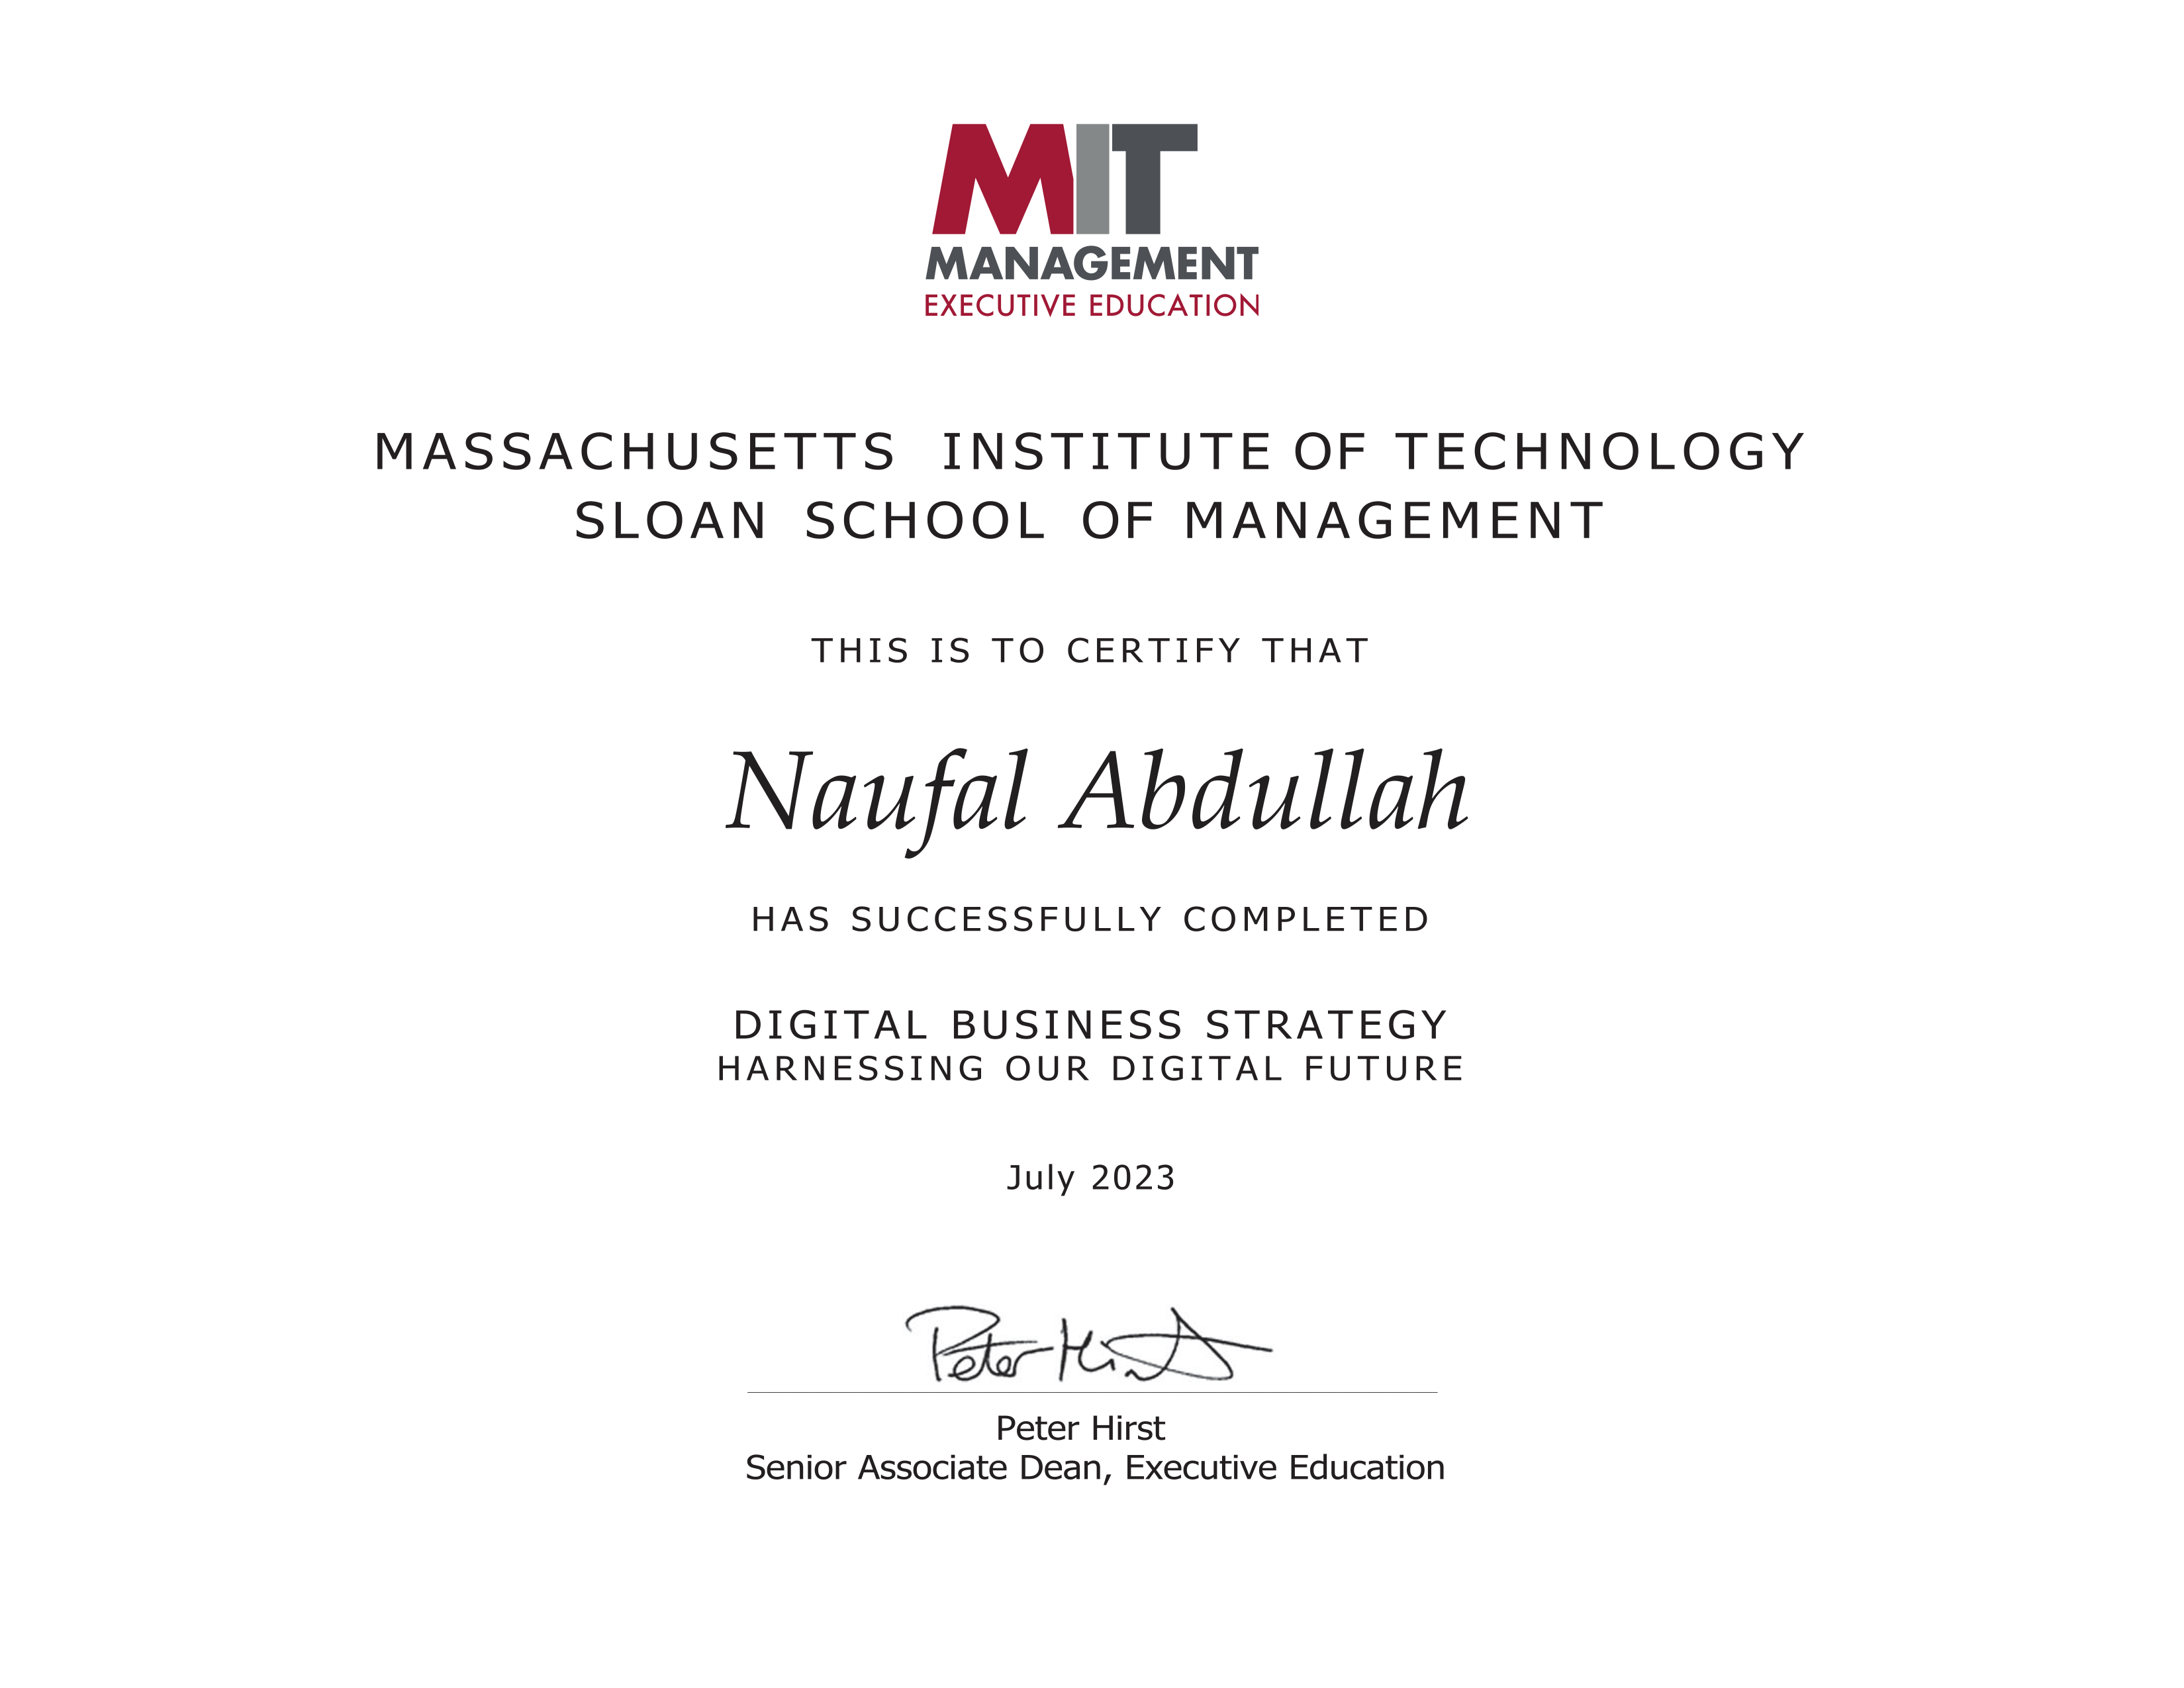 MIT
MANAGEMENT
EXECUTIVE EDUCATION
MASSACHUSETTS INSTITUTE OF TECHNOLOGY
SLOAN SCHOOL OF MANAGEMENT
THIS IS TO CERTIFY THAT
Naufal Abdullah
HAS SUCCESSFULLY COMPLETED
DIGITAL BUSINESS STRATEGY
HARNESSING OUR DIGITAL FUTURE
July 2023
Peter Hirst
Peter Hirst
Senior Associate Dean, Executive Education